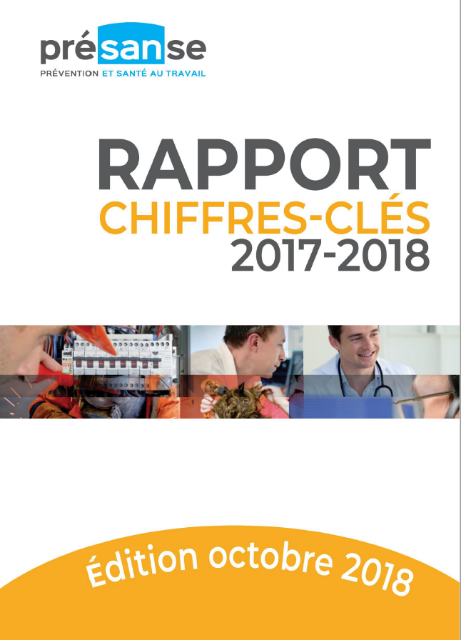 présanse
PRÉVENTION ET SANTÉ AU TRAVAIL
RAPPORT
CHIFFRES-CLÉS
2017-2018
Édition octobre 2018